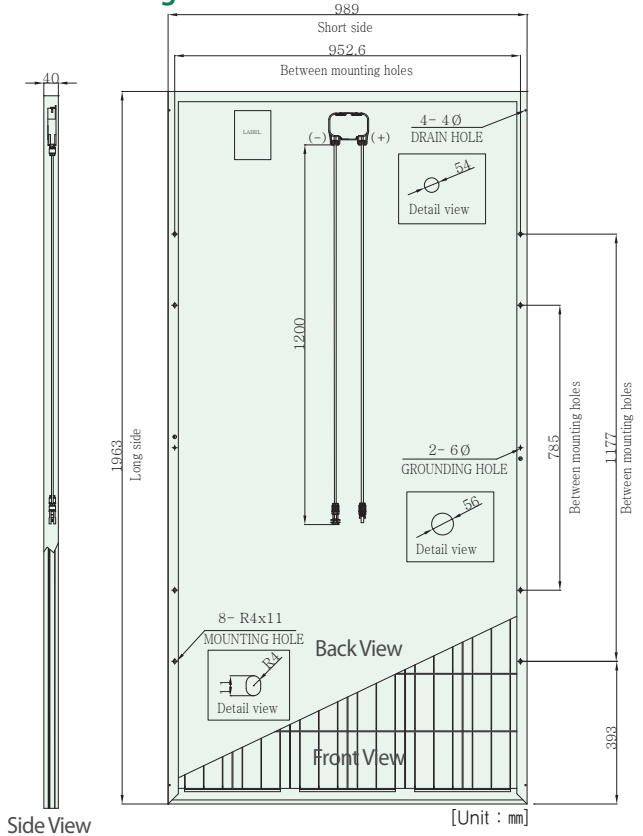 g
989
Short side
952.6
Between mounting holes
40
LABEL
(-)
(+)
4- 4Ø
DRAIN HOLE
54
Detail view
1200
1963
Long side
785
Between mounting holes
1177
Between mounting holes
2- 6Ø
GROUNDING HOLE
56
Detail view
8- R4x11
MOUNTING HOLE
R4
11
Detail view
Back View
Front View
393
Side View
[Unit : ㎜]